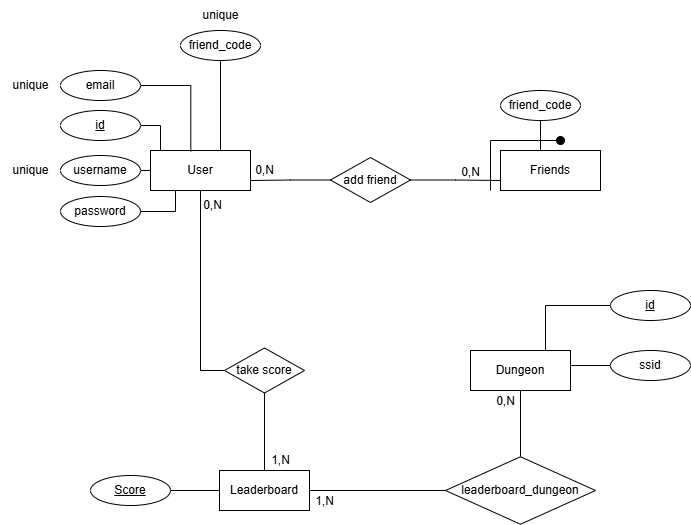 unique
friend_code
unique
email
friend_code
id
unique
username
User
0,N
add friend
0,N
Friends
password
0,N
id
take score
Dungeon
ssid
0,N
1,N
Score
Leaderboard
1,N
leaderboard_dungeon